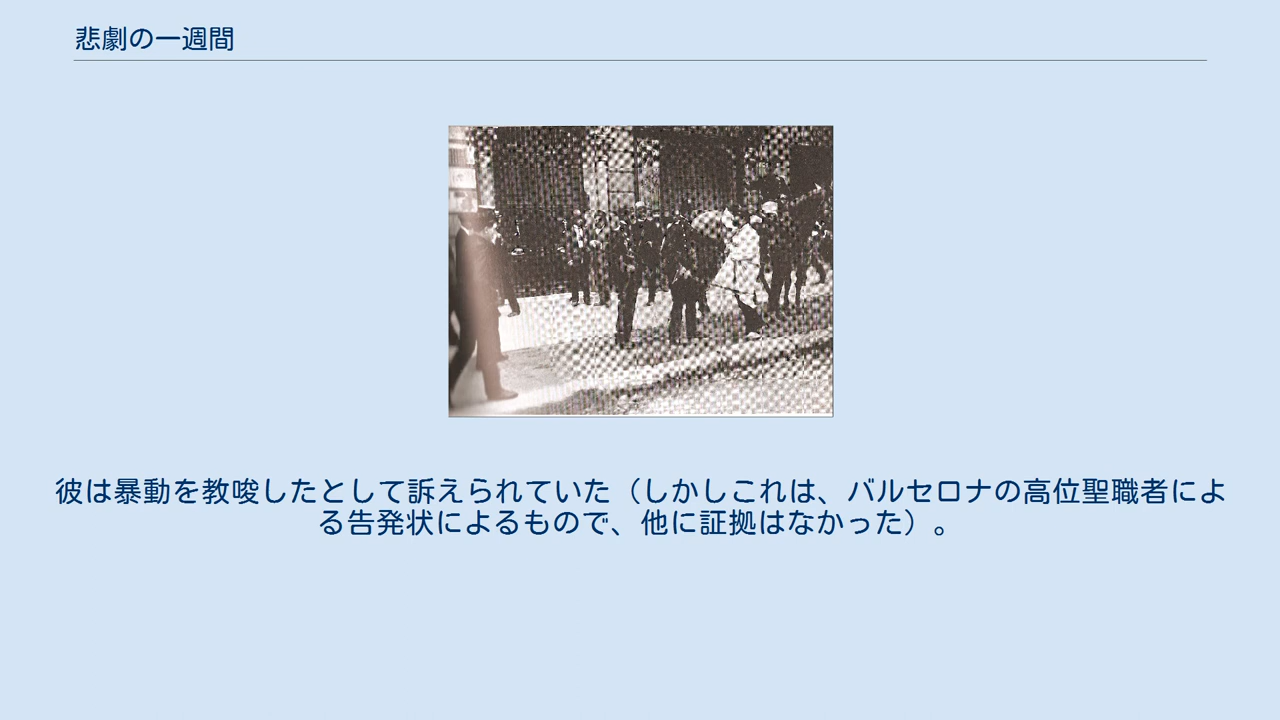 悲劇の一週間
彼は暴動を教唆したとして訴えられていた（しかしこれは、バルセロナの高位聖職者によ
る告発状によるもので、他に証拠はなかった）。